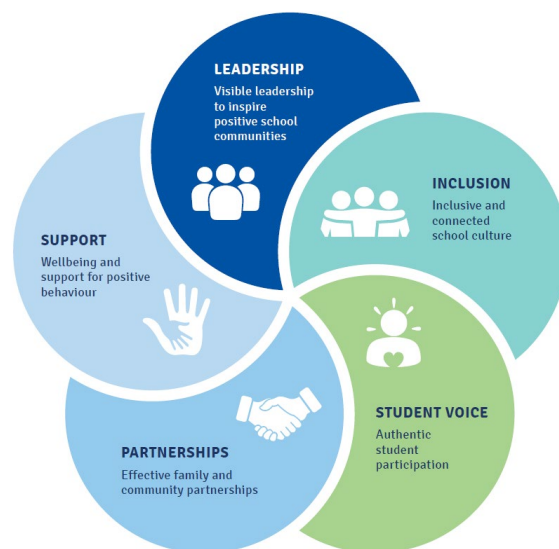 LEADERSHIP
Visible leadership
to inspire
positive school
communities
INCLUSION
Inclusive and
connected
school culture
STUDENT VOICE
Authentic
student
participation
PARTNERSHIPS
Effective family and
community partnerships
SUPPORT
Wellbeing and
support for positive
behaviour